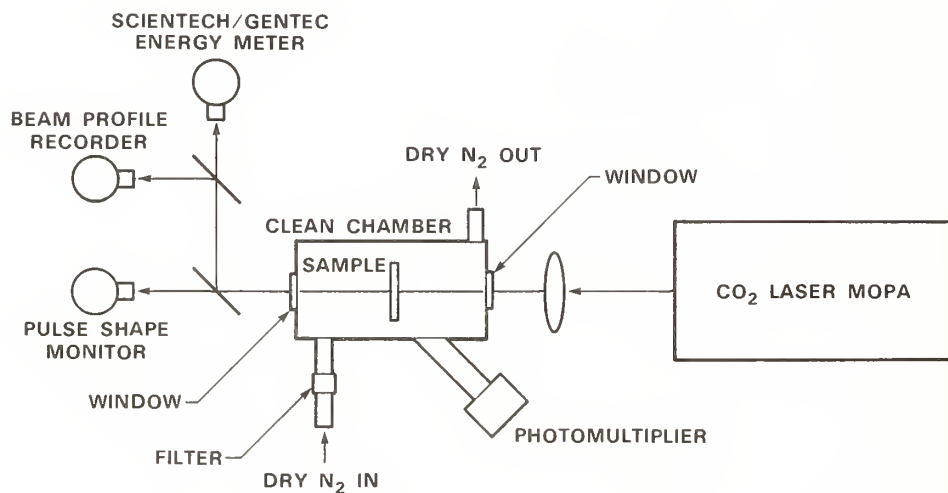 SCIENTECH/GENTEC
ENERGY METER
BEAM PROFILE
RECORDER
DRY N₂ OUT
WINDOW
CLEAN CHAMBER
SAMPLE
CO₂ LASER MOPA
PULSE SHAPE
MONITOR
WINDOW
PHOTOMULTIPLIER
FILTER
DRY N₂ IN